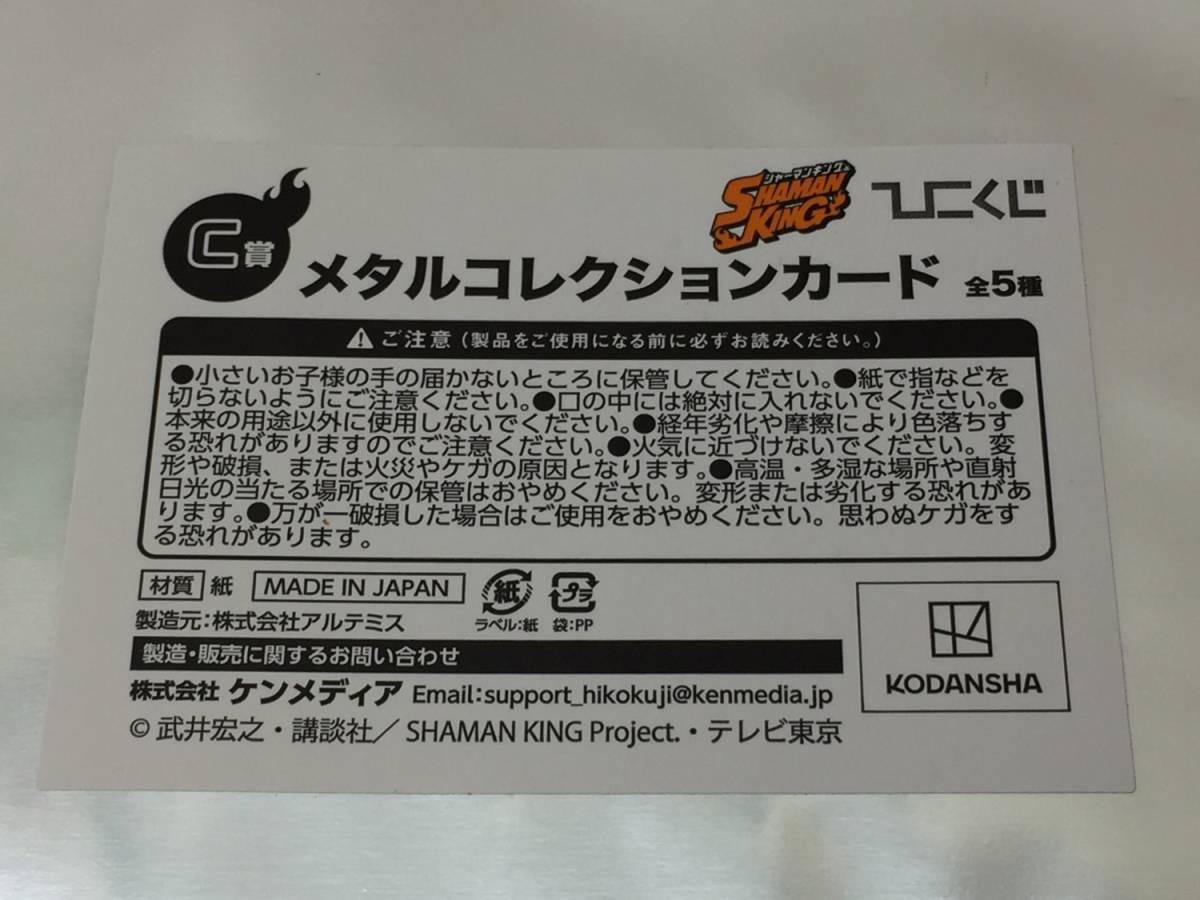 C賞
シャーマンキング
SHAMAN KING
ヒコくじ
メタルコレクションカード 全5種
ご注意（製品をご使用になる前に必ずお読みください。）
●小さいお子様の手の届かないところに保管してください。●紙で指などを
切らないようにご注意ください。●口の中には絶対に入れないでください。●
本来の用途以外に使用しないでください。●経年劣化や摩擦により色落ちす
る恐れがありますのでご注意ください。●火気に近づけないでください。変
形や破損、または火災やケガの原因となります。●高温・多湿な場所や直射
日光の当たる場所での保管はおやめください。変形または劣化する恐れがあ
ります。●万が一破損した場合はご使用をおやめください。思わぬケガをす
る恐れがあります。
材質 紙 MADE IN JAPAN
紙 プラ
ラベル:紙 袋:PP
製造元:株式会社アルテミス
製造・販売に関するお問い合わせ
株式会社 ケンメディア Email:support_hikokuji@kenmedia.jp
© 武井宏之・講談社／ SHAMAN KING Project.・テレビ東京
KODANSHA